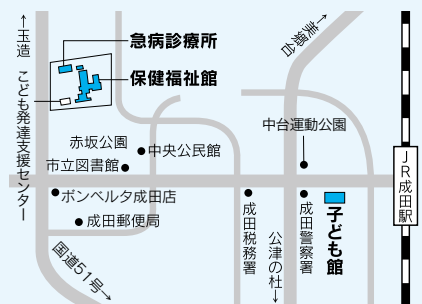 ←玉造
こども発達支援センター
急病診療所
保健福祉館
←美郷台
赤坂公園
中央公民館
市立図書館
中台運動公園
ボンベルタ成田店
成田郵便局
国道51号→
成田税務署
公津の杜→
成田警察署
子ども館
JR成田駅